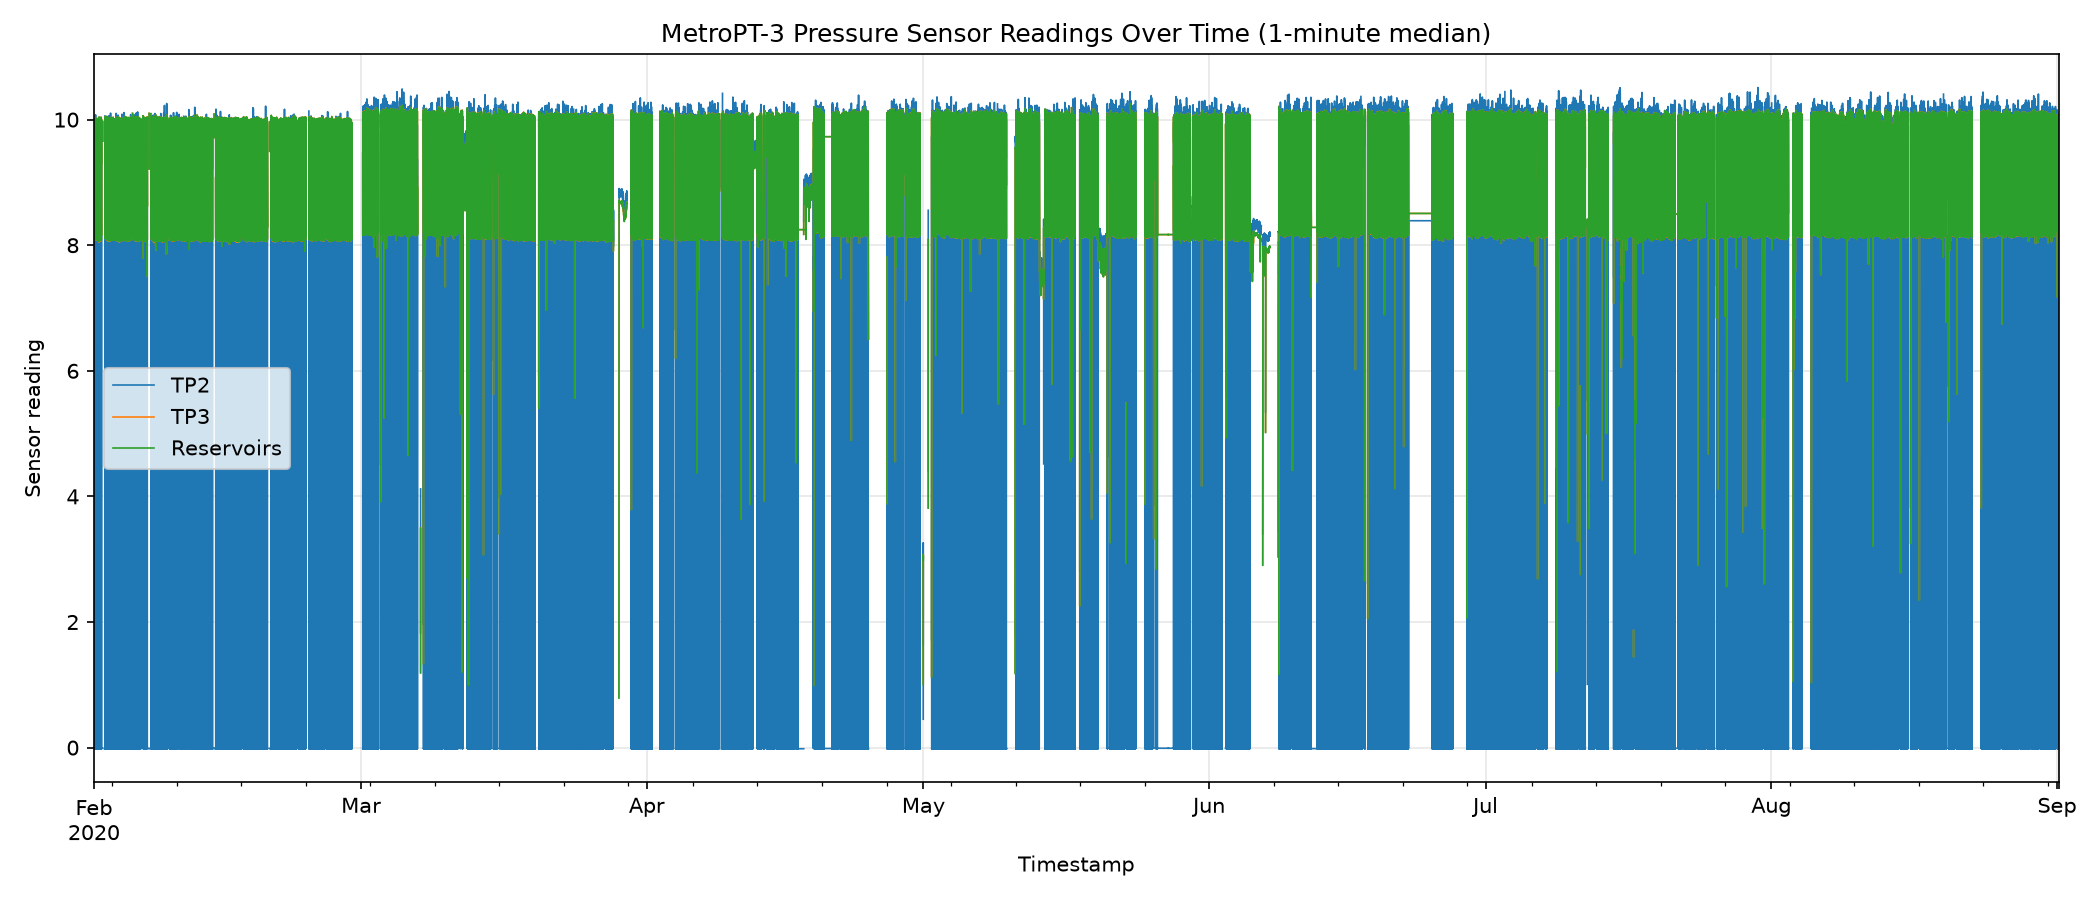 MetroPT-3 Pressure Sensor Readings Over Time (1-minute median)
Sensor reading
10
8
6
4
2
0
TP2
TP3
Reservoirs
Feb Mar Apr May Jun Jul Aug Sep
2020
Timestamp